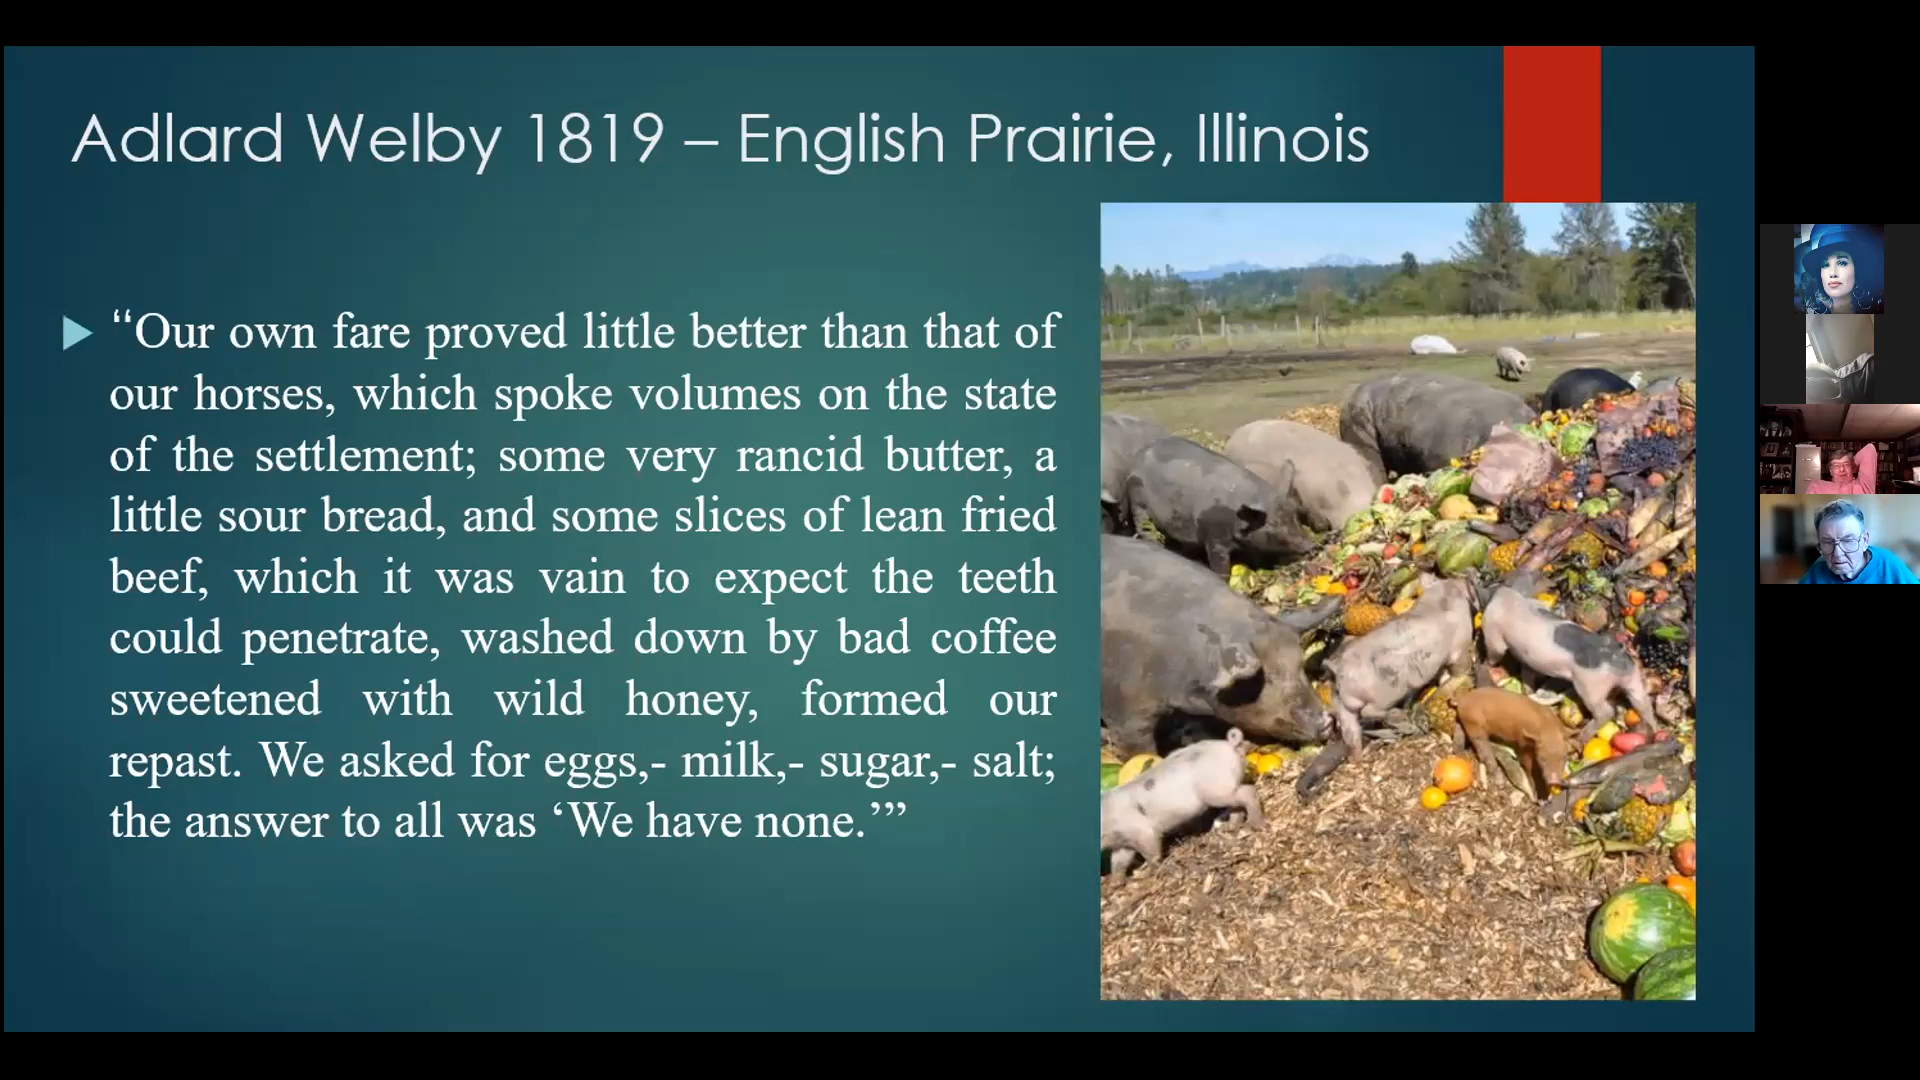 Adlard Welby 1819 – English Prairie, Illinois
“Our own fare proved little better than that of
our horses, which spoke volumes on the state
of the settlement; some very rancid butter, a
little sour bread, and some slices of lean fried
beef, which it was vain to expect the teeth
could penetrate, washed down by bad coffee
sweetened with wild honey, formed our
repast. We asked for eggs,- milk,- sugar,- salt;
the answer to all was ‘We have none.’”